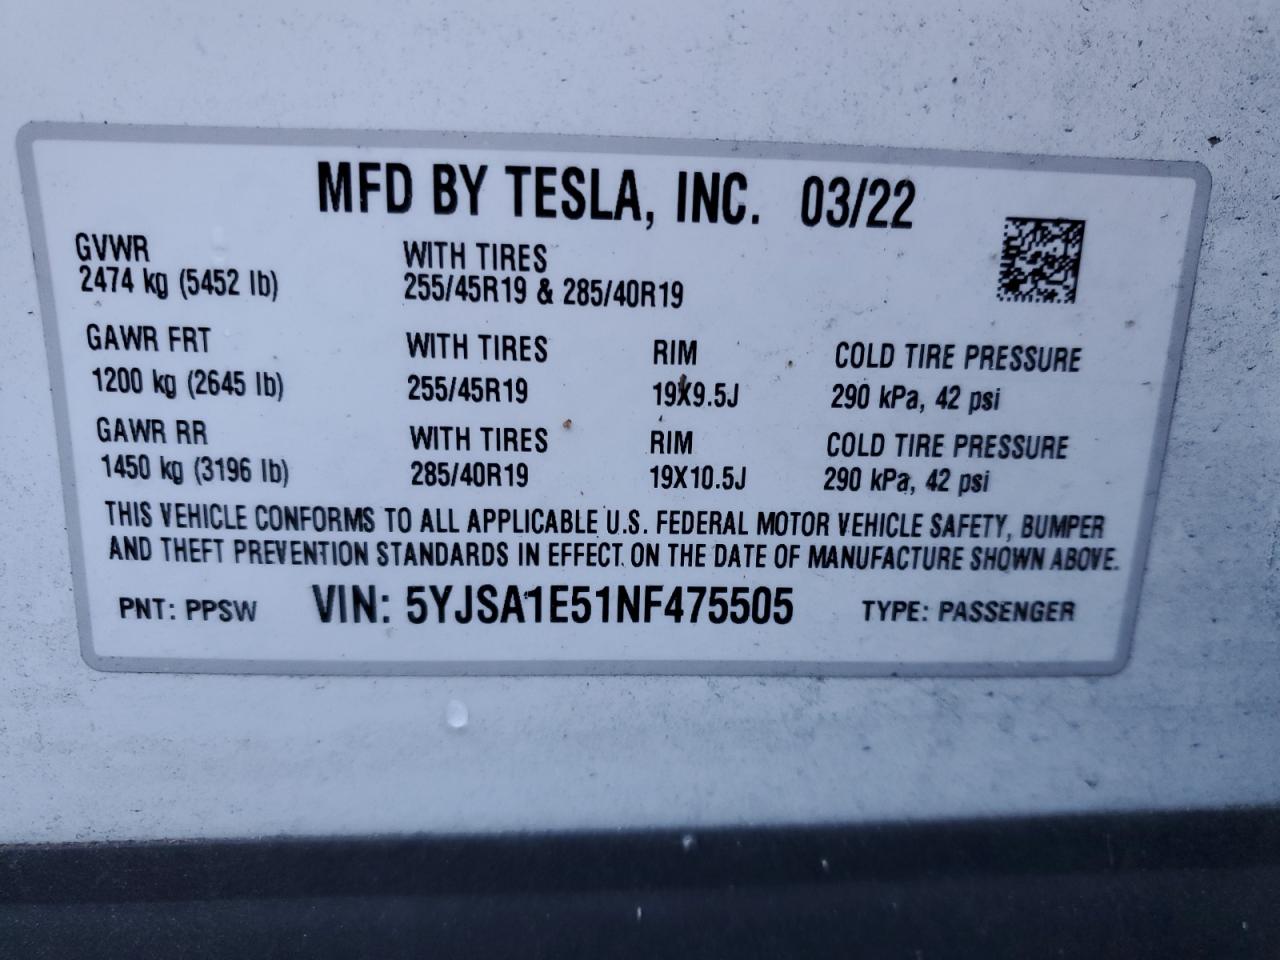 MFD BY TESLA, INC. 03/22
GVWR
2474 kg (5452 lb)
WITH TIRES
255/45R19 & 285/40R19
GAWR FRT
1200 kg (2645 lb)
WITH TIRES
255/45R19
RIM
19X9.5J
COLD TIRE PRESSURE
290 kPa, 42 psi
GAWR RR
1450 kg (3196 lb)
WITH TIRES
285/40R19
RIM
19X10.5J
COLD TIRE PRESSURE
290 kPa, 42 psi
THIS VEHICLE CONFORMS TO ALL APPLICABLE U.S. FEDERAL MOTOR VEHICLE SAFETY, BUMPER
AND THEFT PREVENTION STANDARDS IN EFFECT ON THE DATE OF MANUFACTURE SHOWN ABOVE.
PNT: PPSW VIN: 5YJSA1E51NF475505 TYPE: PASSENGER